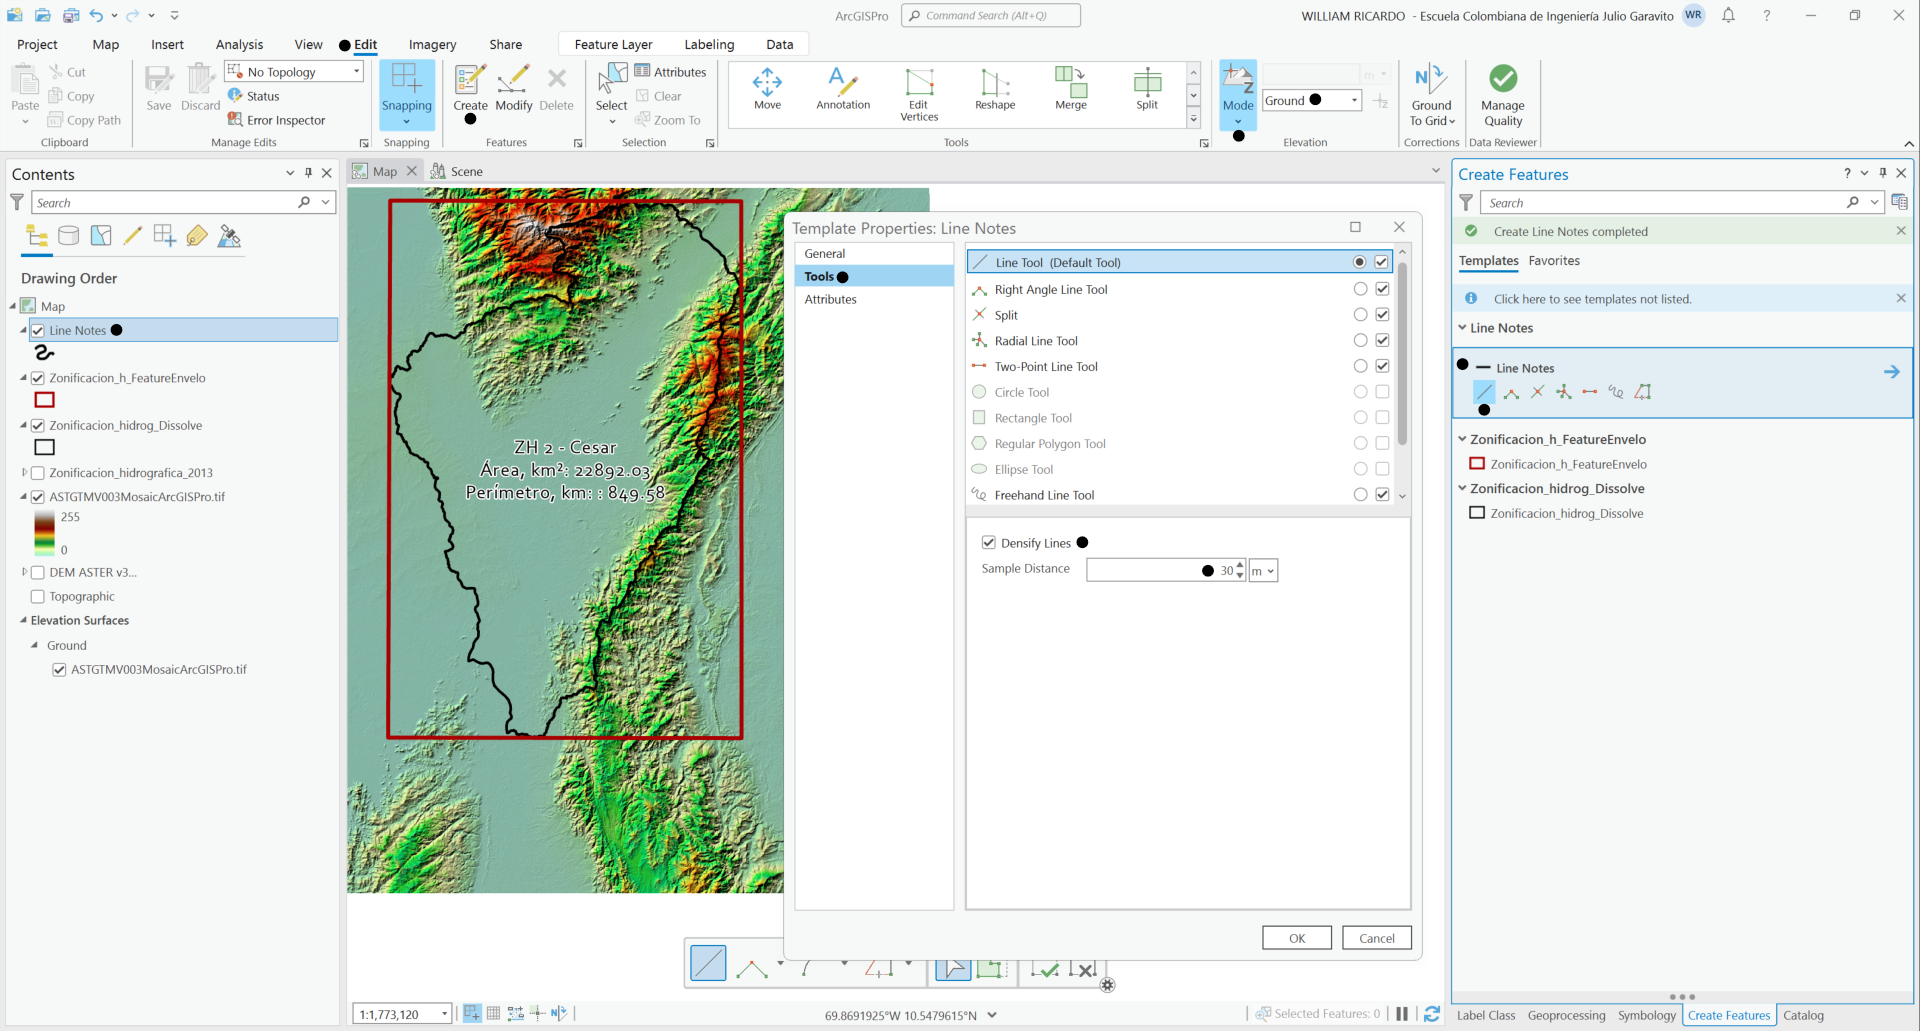 ArcGISPro
Command Search (Alt+Q)
WILLIAM RICARDO - Escuela Colombiana de Ingeniería Julio Garavito
WR
?
Project
Map
Insert
Analysis
View
Edit
Imagery
Share
Feature Layer
Labeling
Data
Paste
Cut
Copy
Copy Path
Clipboard
Save
Discard
No Topology
Status
Error Inspector
Manage Edits
Snapping
Snapping
Create
Modify
Delete
Features
Select
Attributes
Clear
Zoom To
Selection
Move
Annotation
Edit
Vertices
Reshape
Merge
Split
Tools
Mode
m
Ground
Elevation
Ground
To Grid
Corrections
Manage
Quality
Data Reviewer
Contents
Search
Drawing Order
Map
Line Notes
Zonificacion_h_FeatureEnvelo
Zonificacion_hidrog_Dissolve
Zonificacion_hidrografica_2013
ASTGTMV003MosaicArcGISPro.tif
255
0
DEM ASTER v3...
Topographic
Elevation Surfaces
Ground
ASTGTMV003MosaicArcGISPro.tif
Map
Scene
ZH 2 - Cesar
Área, km²: 22892.03
Perímetro, km: : 849.58
Template Properties: Line Notes
General
Tools
Attributes
Line Tool (Default Tool)
Right Angle Line Tool
Split
Radial Line Tool
Two-Point Line Tool
Circle Tool
Rectangle Tool
Regular Polygon Tool
Ellipse Tool
Freehand Line Tool
Densify Lines
Sample Distance
30
m
OK
Cancel
1:1,773,120
69.8691925°W 10.5479615°N
Selected Features: 0
Create Features
?
Search
Create Line Notes completed
Templates
Favorites
Click here to see templates not listed.
Line Notes
Line Notes
Zonificacion_h_FeatureEnvelo
Zonificacion_h_FeatureEnvelo
Zonificacion_hidrog_Dissolve
Zonificacion_hidrog_Dissolve
Label Class
Geoprocessing
Symbology
Create Features
Catalog